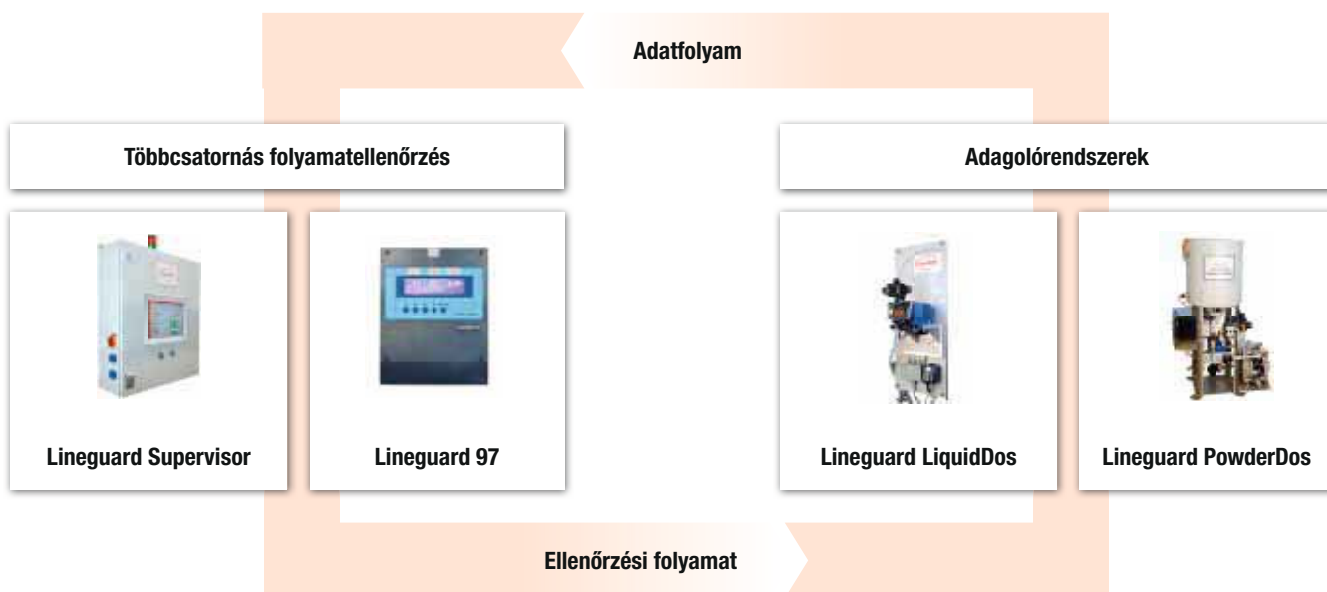 Adatfolyam
Többcsatornás folyamatellenőrzés
Adagolórendszerek
Lineguard Supervisor
Lineguard 97
Lineguard LiquidDos
Lineguard PowderDos
Ellenőrzési folyamat